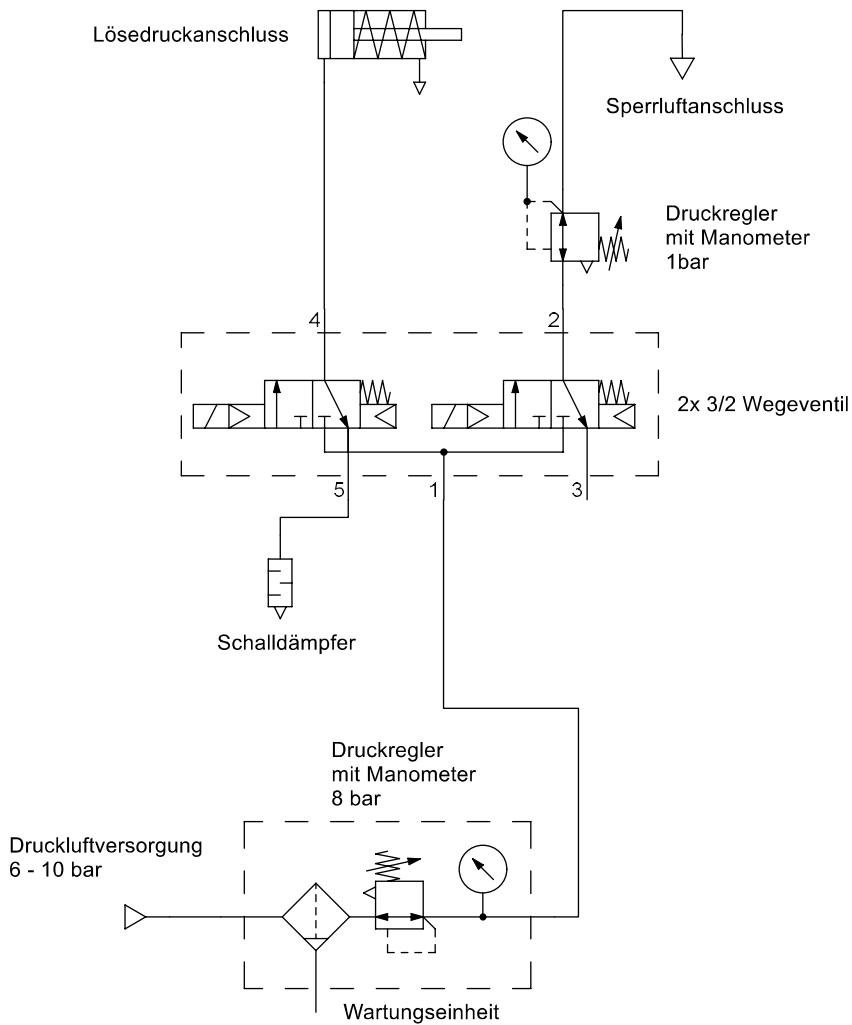 Lösedruckanschluss
Sperrluftanschluss
Druckregler
mit Manometer
1bar
4
2
2x 3/2 Wegeventil
5
1
3
Schalldämpfer
Druckregler
mit Manometer
8 bar
Druckluftversorgung
6 - 10 bar
Wartungseinheit